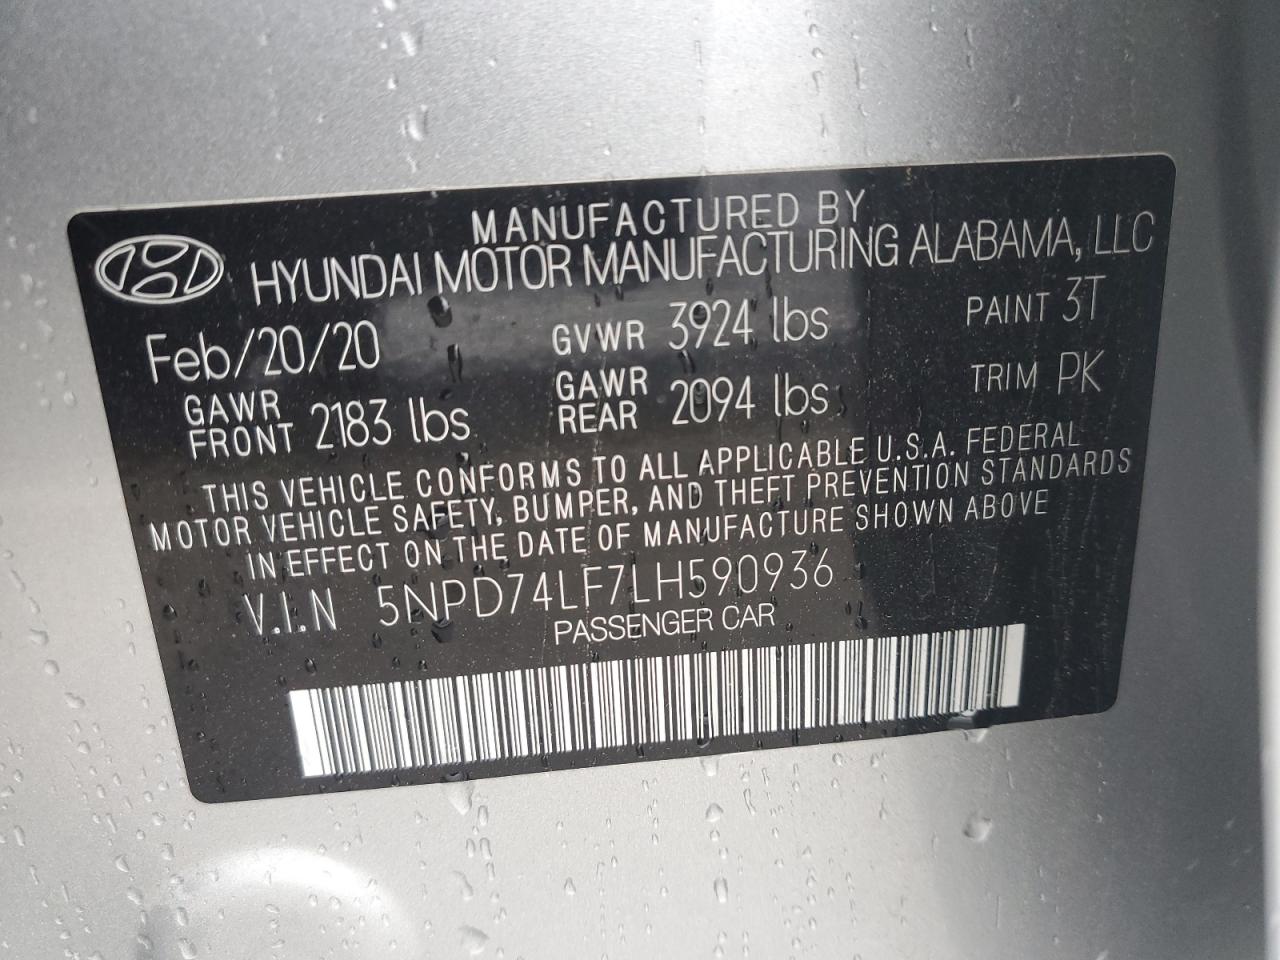 MANUFACTURED BY
HYUNDAI MOTOR MANUFACTURING ALABAMA, LLC
Feb/20/20 GVWR 3924 lbs PAINT 3T
GAWR FRONT 2183 lbs GAWR REAR 2094 lbs TRIM PK
THIS VEHICLE CONFORMS TO ALL APPLICABLE U.S.A. FEDERAL
MOTOR VEHICLE SAFETY, BUMPER, AND THEFT PREVENTION STANDARDS
IN EFFECT ON THE DATE OF MANUFACTURE SHOWN ABOVE
V.I.N 5NPD74LF7LH590936
PASSENGER CAR